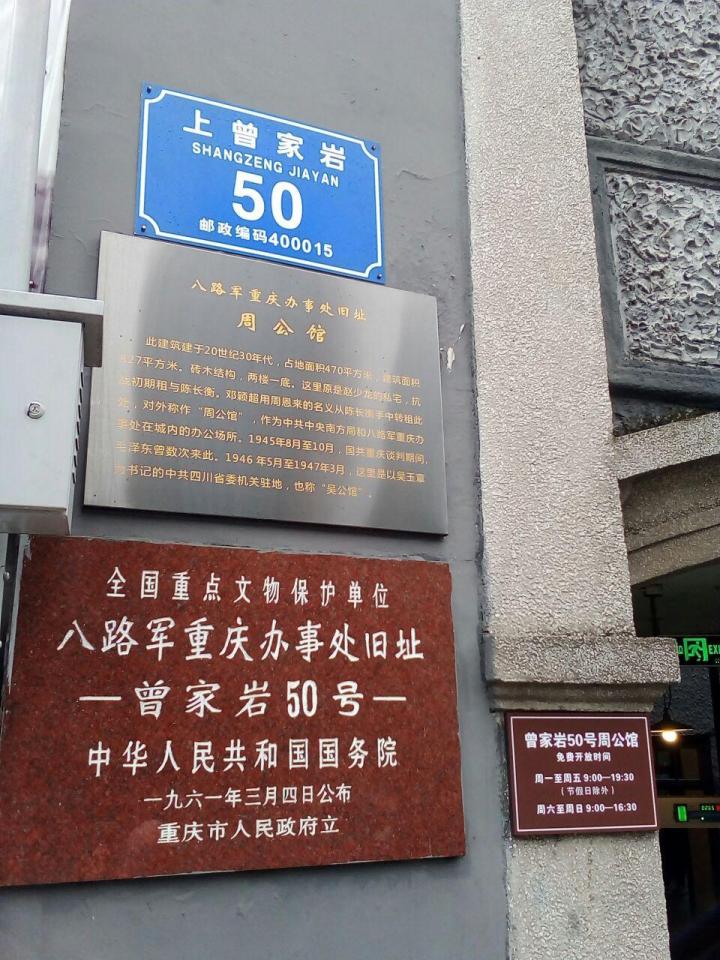 上曾家岩
SHANGZENG JIAYAN
50
邮政编码400015
八路军重庆办事处旧址
周公馆
此建筑建于20世纪30年代，占地面积470平方米，建筑面积
827平方米。砖木结构，两楼一底。这里原是赵少龙的私宅，抗
战初期租与陈长衡。邓颖超用周恩来的名义从陈长衡手中转租此
处，对外称作“周公馆”，作为中共中央南方局和八路军重庆办
事处在城内的办公场所。1945年8月至10月，国共重庆谈判期间，
毛泽东曾数次来此。1946年5月至1947年3月，这里是以吴玉章
为书记的中共四川省委机关驻地，也称“吴公馆”。
全国重点文物保护单位
八路军重庆办事处旧址
—曾家岩50号—
中华人民共和国国务院
一九六一年三月四日公布
重庆市人民政府立
曾家岩50号周公馆
免费开放时间
周一至周五 9:00—19:30
（节假日除外）
周六至周日 9:00—16:30